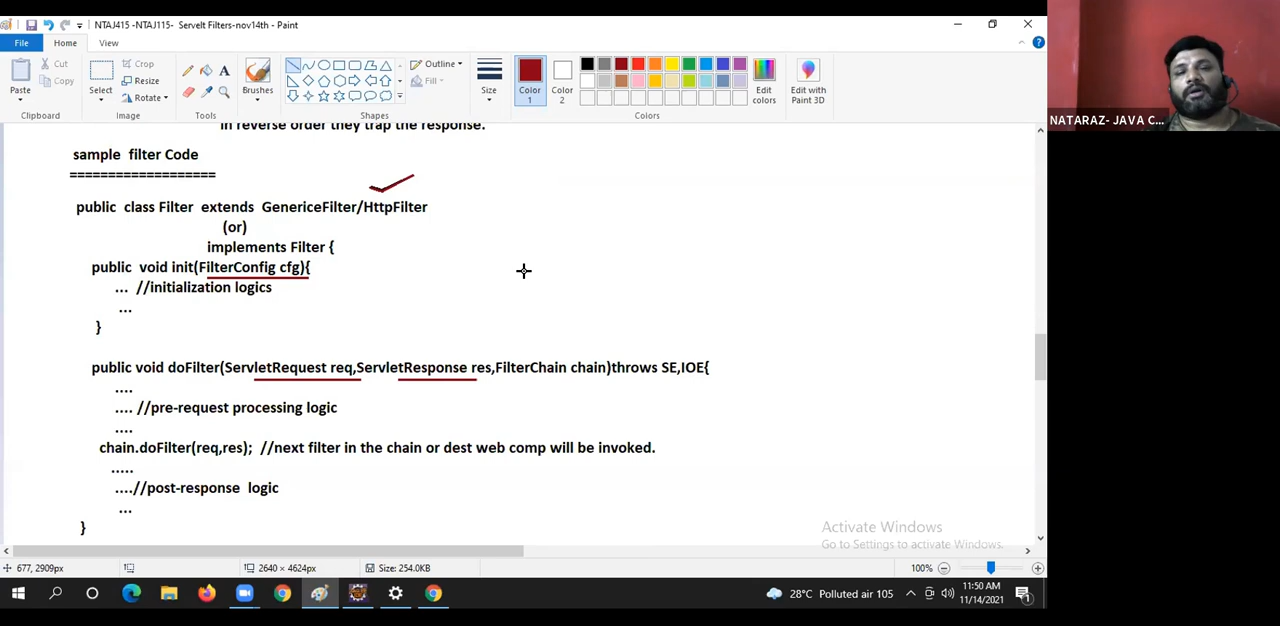 NTAJ415 -NTAJ115- Servelt Filters-nov14th - Paint
File Home View
Cut
Copy
Paste
Crop
Resize
Rotate
Select
Brushes
Outline
Fill
Size
Color 1
Color 2
Edit colors
Edit with Paint 3D
Clipboard Image Tools Shapes Colors
NATARAZ- JAVA C...
in reverse order they trap the response.
sample filter Code
===================
public class Filter extends GenericeFilter/HttpFilter
(or)
implements Filter {
public void init(FilterConfig cfg){
... //initialization logics
...
}
public void doFilter(ServletRequest req,ServletResponse res,FilterChain chain)throws SE,IOE{
....
.... //pre-request processing logic
....
chain.doFilter(req,res); //next filter in the chain or dest web comp will be invoked.
.....
....//post-response logic
...
}
Activate Windows
Go to Settings to activate Windows.
677, 2909px
2640 × 4624px
Size: 254.0KB
100%
28°C Polluted air 105
11:50 AM
11/14/2021
1